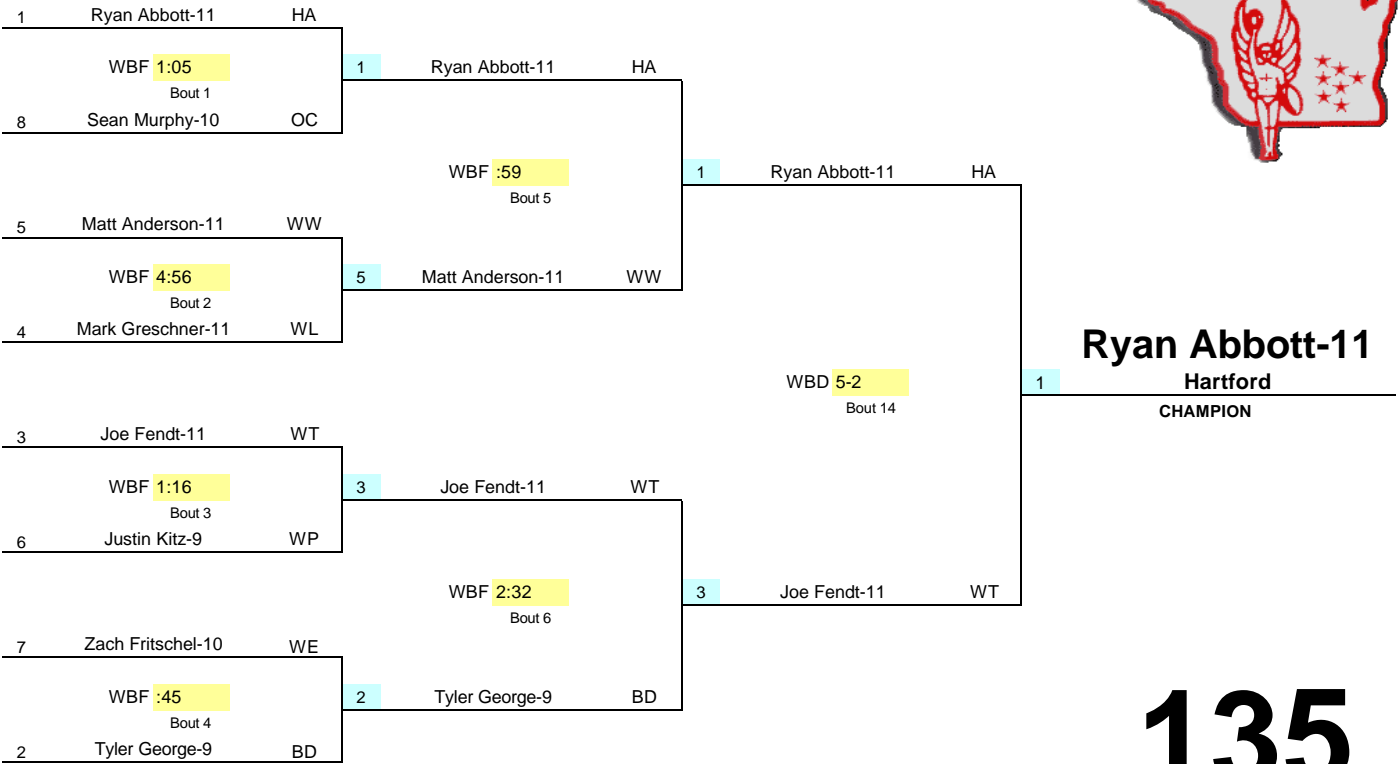 1 Ryan Abbott-11 HA
WBF 1:05
Bout 1
8 Sean Murphy-10 OC
1 Ryan Abbott-11 HA
WBF :59
Bout 5
5 Matt Anderson-11 WW
WBF 4:56
Bout 2
4 Mark Greschner-11 WL
5 Matt Anderson-11 WW
1 Ryan Abbott-11 HA
WBD 5-2
Bout 14
3 Joe Fendt-11 WT
WBF 1:16
Bout 3
6 Justin Kitz-9 WP
3 Joe Fendt-11 WT
WBF 2:32
Bout 6
7 Zach Fritschel-10 WE
WBF :45
Bout 4
2 Tyler George-9 BD
2 Tyler George-9 BD
3 Joe Fendt-11 WT
Ryan Abbott-11
1 Hartford
CHAMPION
135